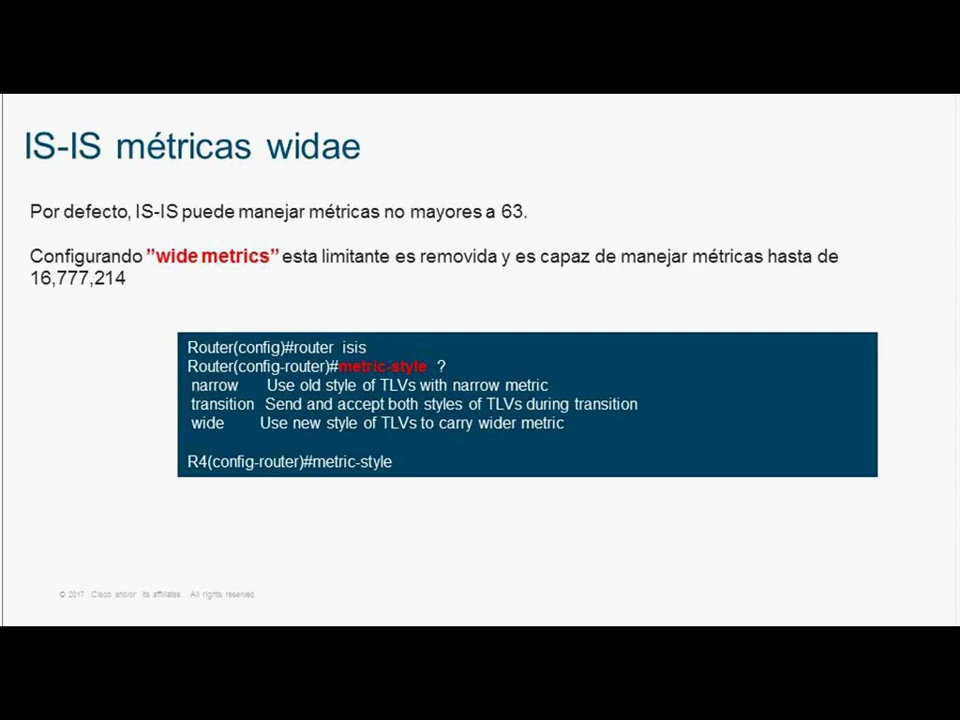 IS-IS métricas widae
Por defecto, IS-IS puede manejar métricas no mayores a 63.
Configurando ”wide metrics” esta limitante es removida y es capaz de manejar métricas hasta de
16,777,214
Router(config)#router isis
Router(config-router)#metric-style ?
narrow Use old style of TLVs with narrow metric
transition Send and accept both styles of TLVs during transition
wide Use new style of TLVs to carry wider metric
R4(config-router)#metric-style
© 2017 Cisco and/or its affiliates. All rights reserved